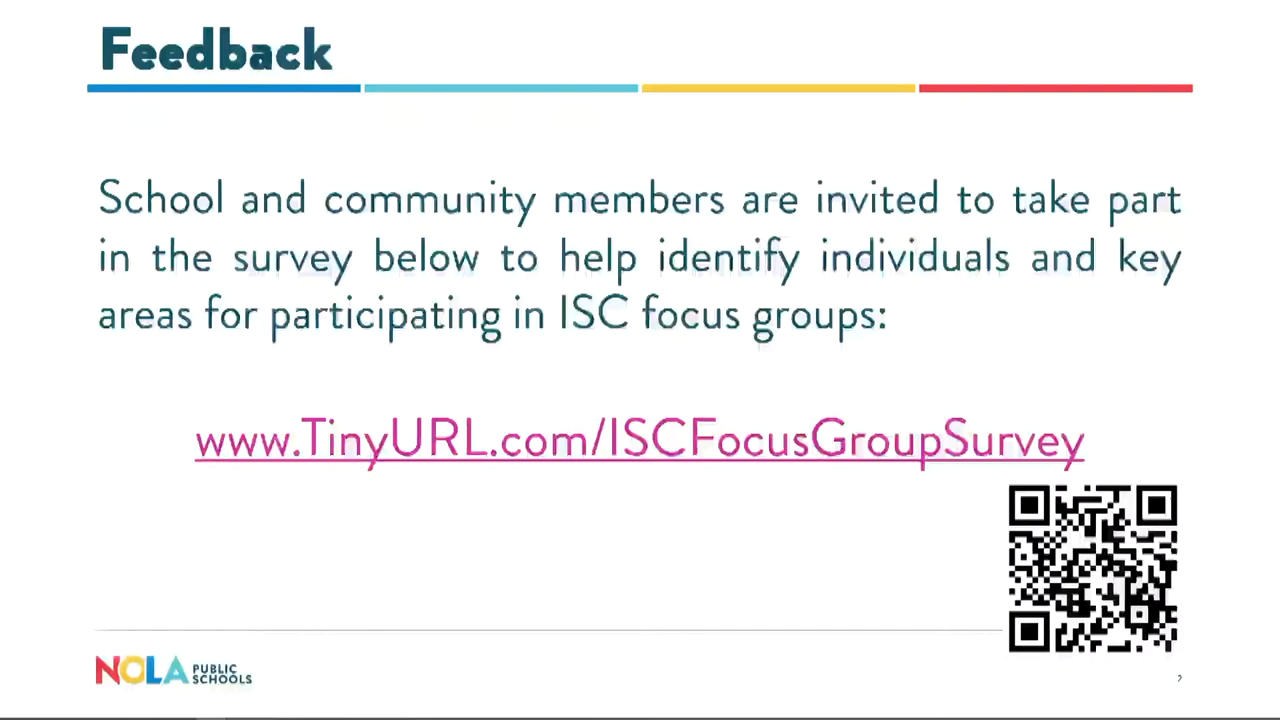 Feedback
School and community members are invited to take part
in the survey below to help identify individuals and key
areas for participating in ISC focus groups:
www.TinyURL.com/ISCFocusGroupSurvey
NOLA PUBLIC
SCHOOLS